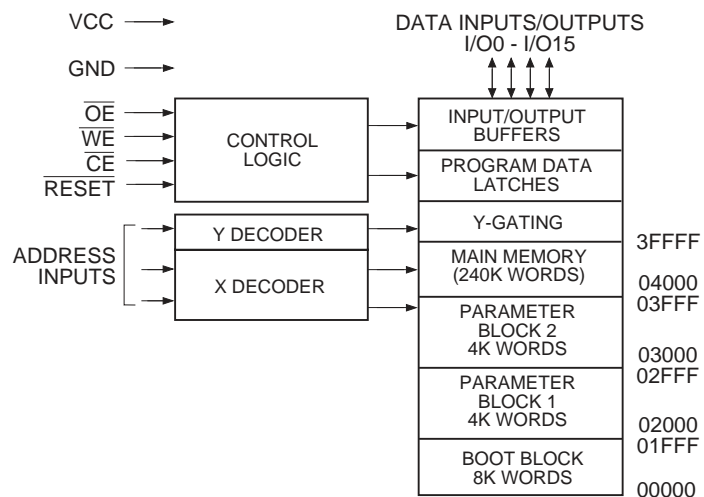 VCC
GND
OE
WE
CE
RESET
ADDRESS
INPUTS
CONTROL
LOGIC
Y DECODER
X DECODER
DATA INPUTS/OUTPUTS
I/O0 - I/O15
INPUT/OUTPUT
BUFFERS
PROGRAM DATA
LATCHES
Y-GATING
MAIN MEMORY
(240K WORDS)
PARAMETER
BLOCK 2
4K WORDS
PARAMETER
BLOCK 1
4K WORDS
BOOT BLOCK
8K WORDS
3FFFF
04000
03FFF
03000
02FFF
02000
01FFF
00000